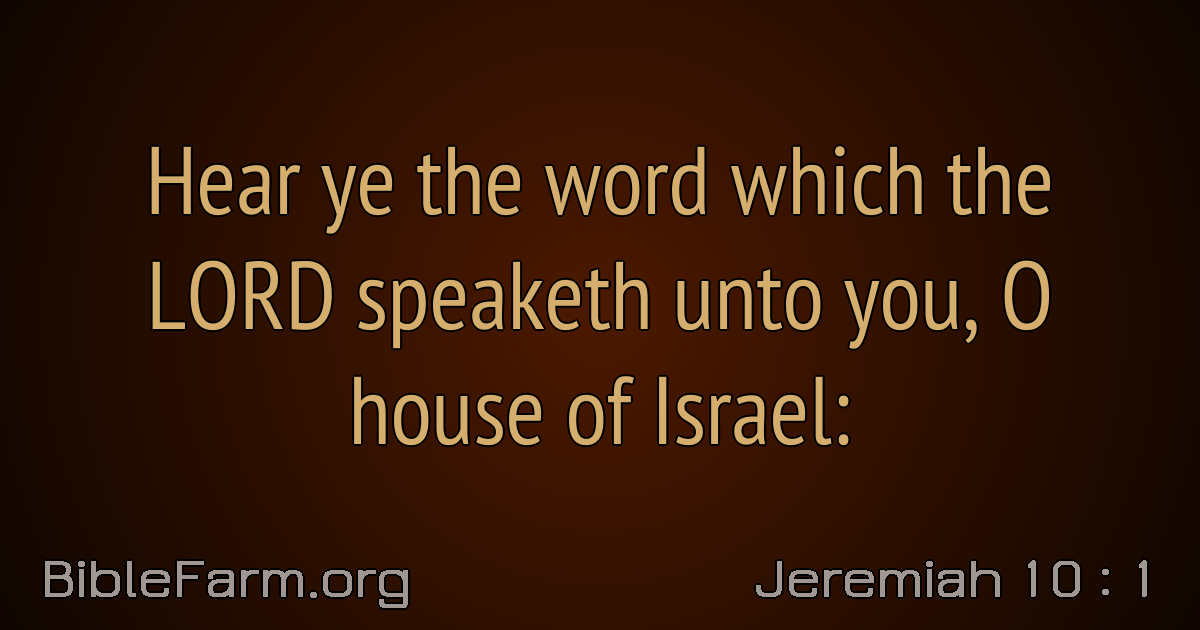 Hear ye the word which the
LORD speaketh unto you, O
house of Israel:
BibleFarm.org
Jeremiah 10 : 1